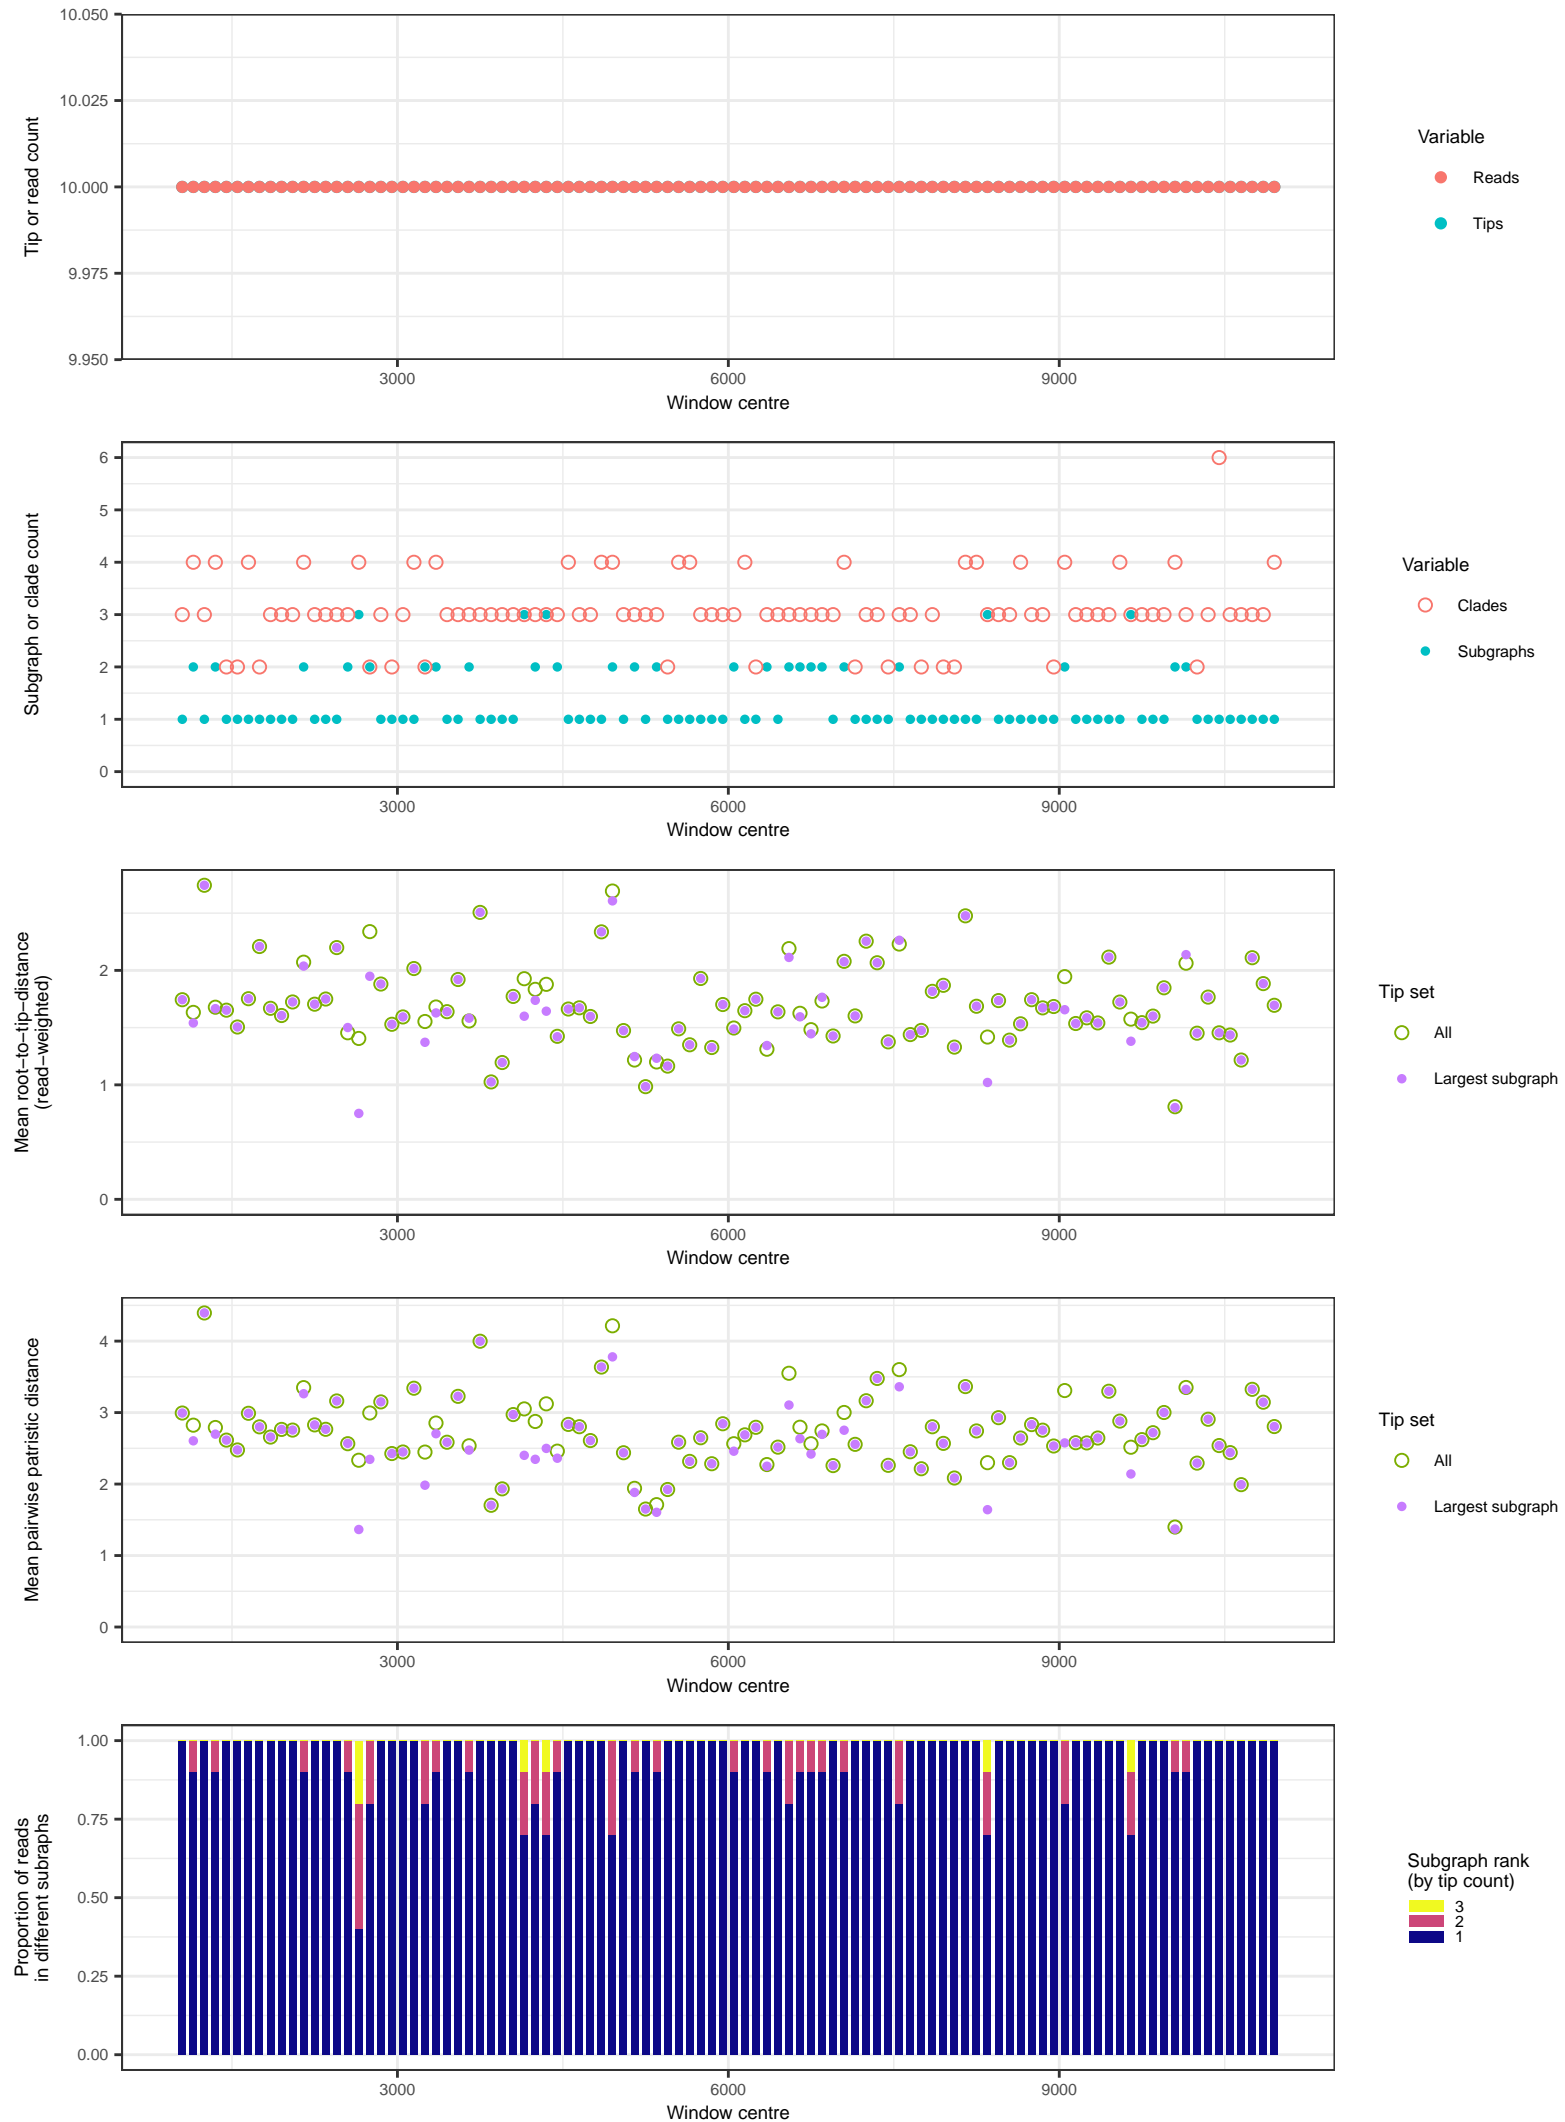 10.050
10.025
10.000
9.975
9.950
Tip or read count
3000 6000 9000
Window centre
Variable
Reads
Tips
6
5
4
3
2
1
0
Subgraph or clade count
3000 6000 9000
Window centre
Variable
Clades
Subgraphs
2
1
0
Mean root−to−tip−distance
(read−weighted)
3000 6000 9000
Window centre
Tip set
All
Largest subgraph
4
3
2
1
0
Mean pairwise patristic distance
3000 6000 9000
Window centre
Tip set
All
Largest subgraph
1.00
0.75
0.50
0.25
0.00
Proportion of reads
in different subraphs
3000 6000 9000
Window centre
Subgraph rank
(by tip count)
3
2
1